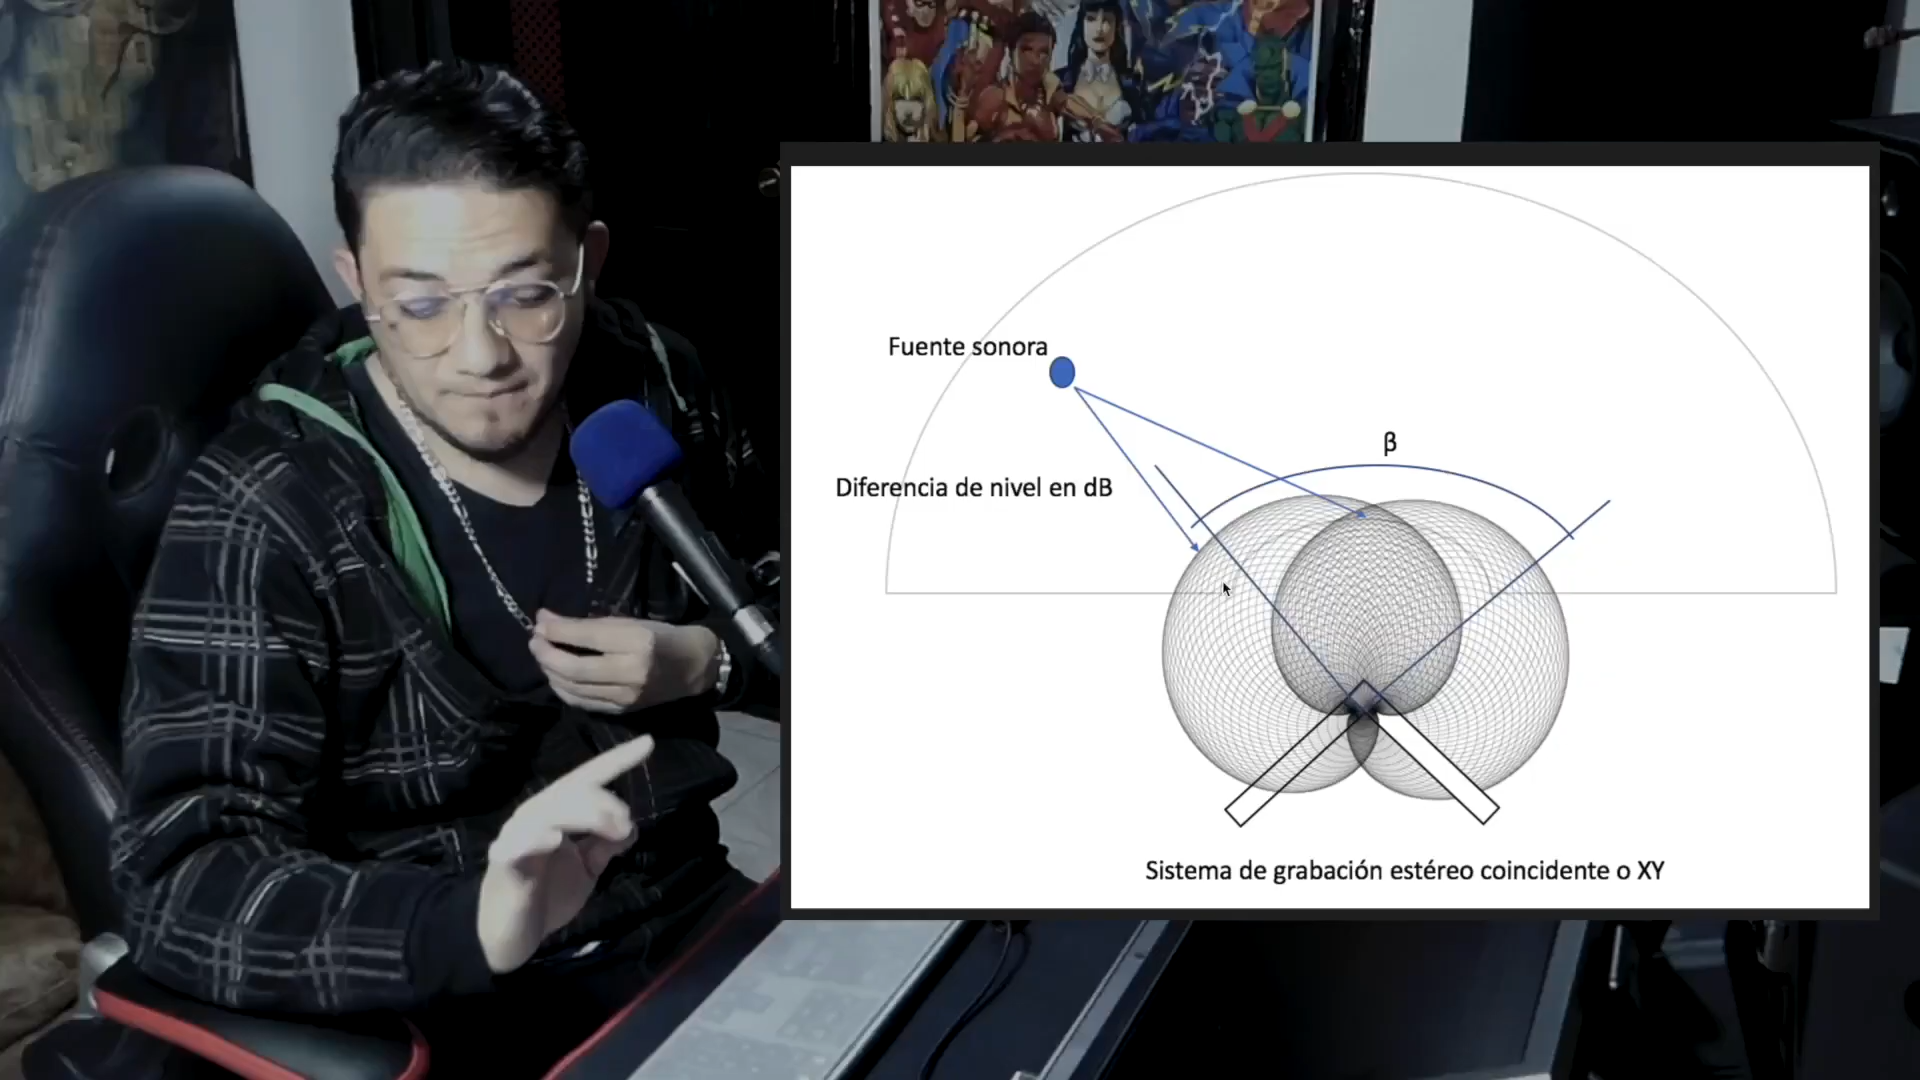 Fuente sonora
β
Diferencia de nivel en dB
Sistema de grabación estéreo coincidente o XY